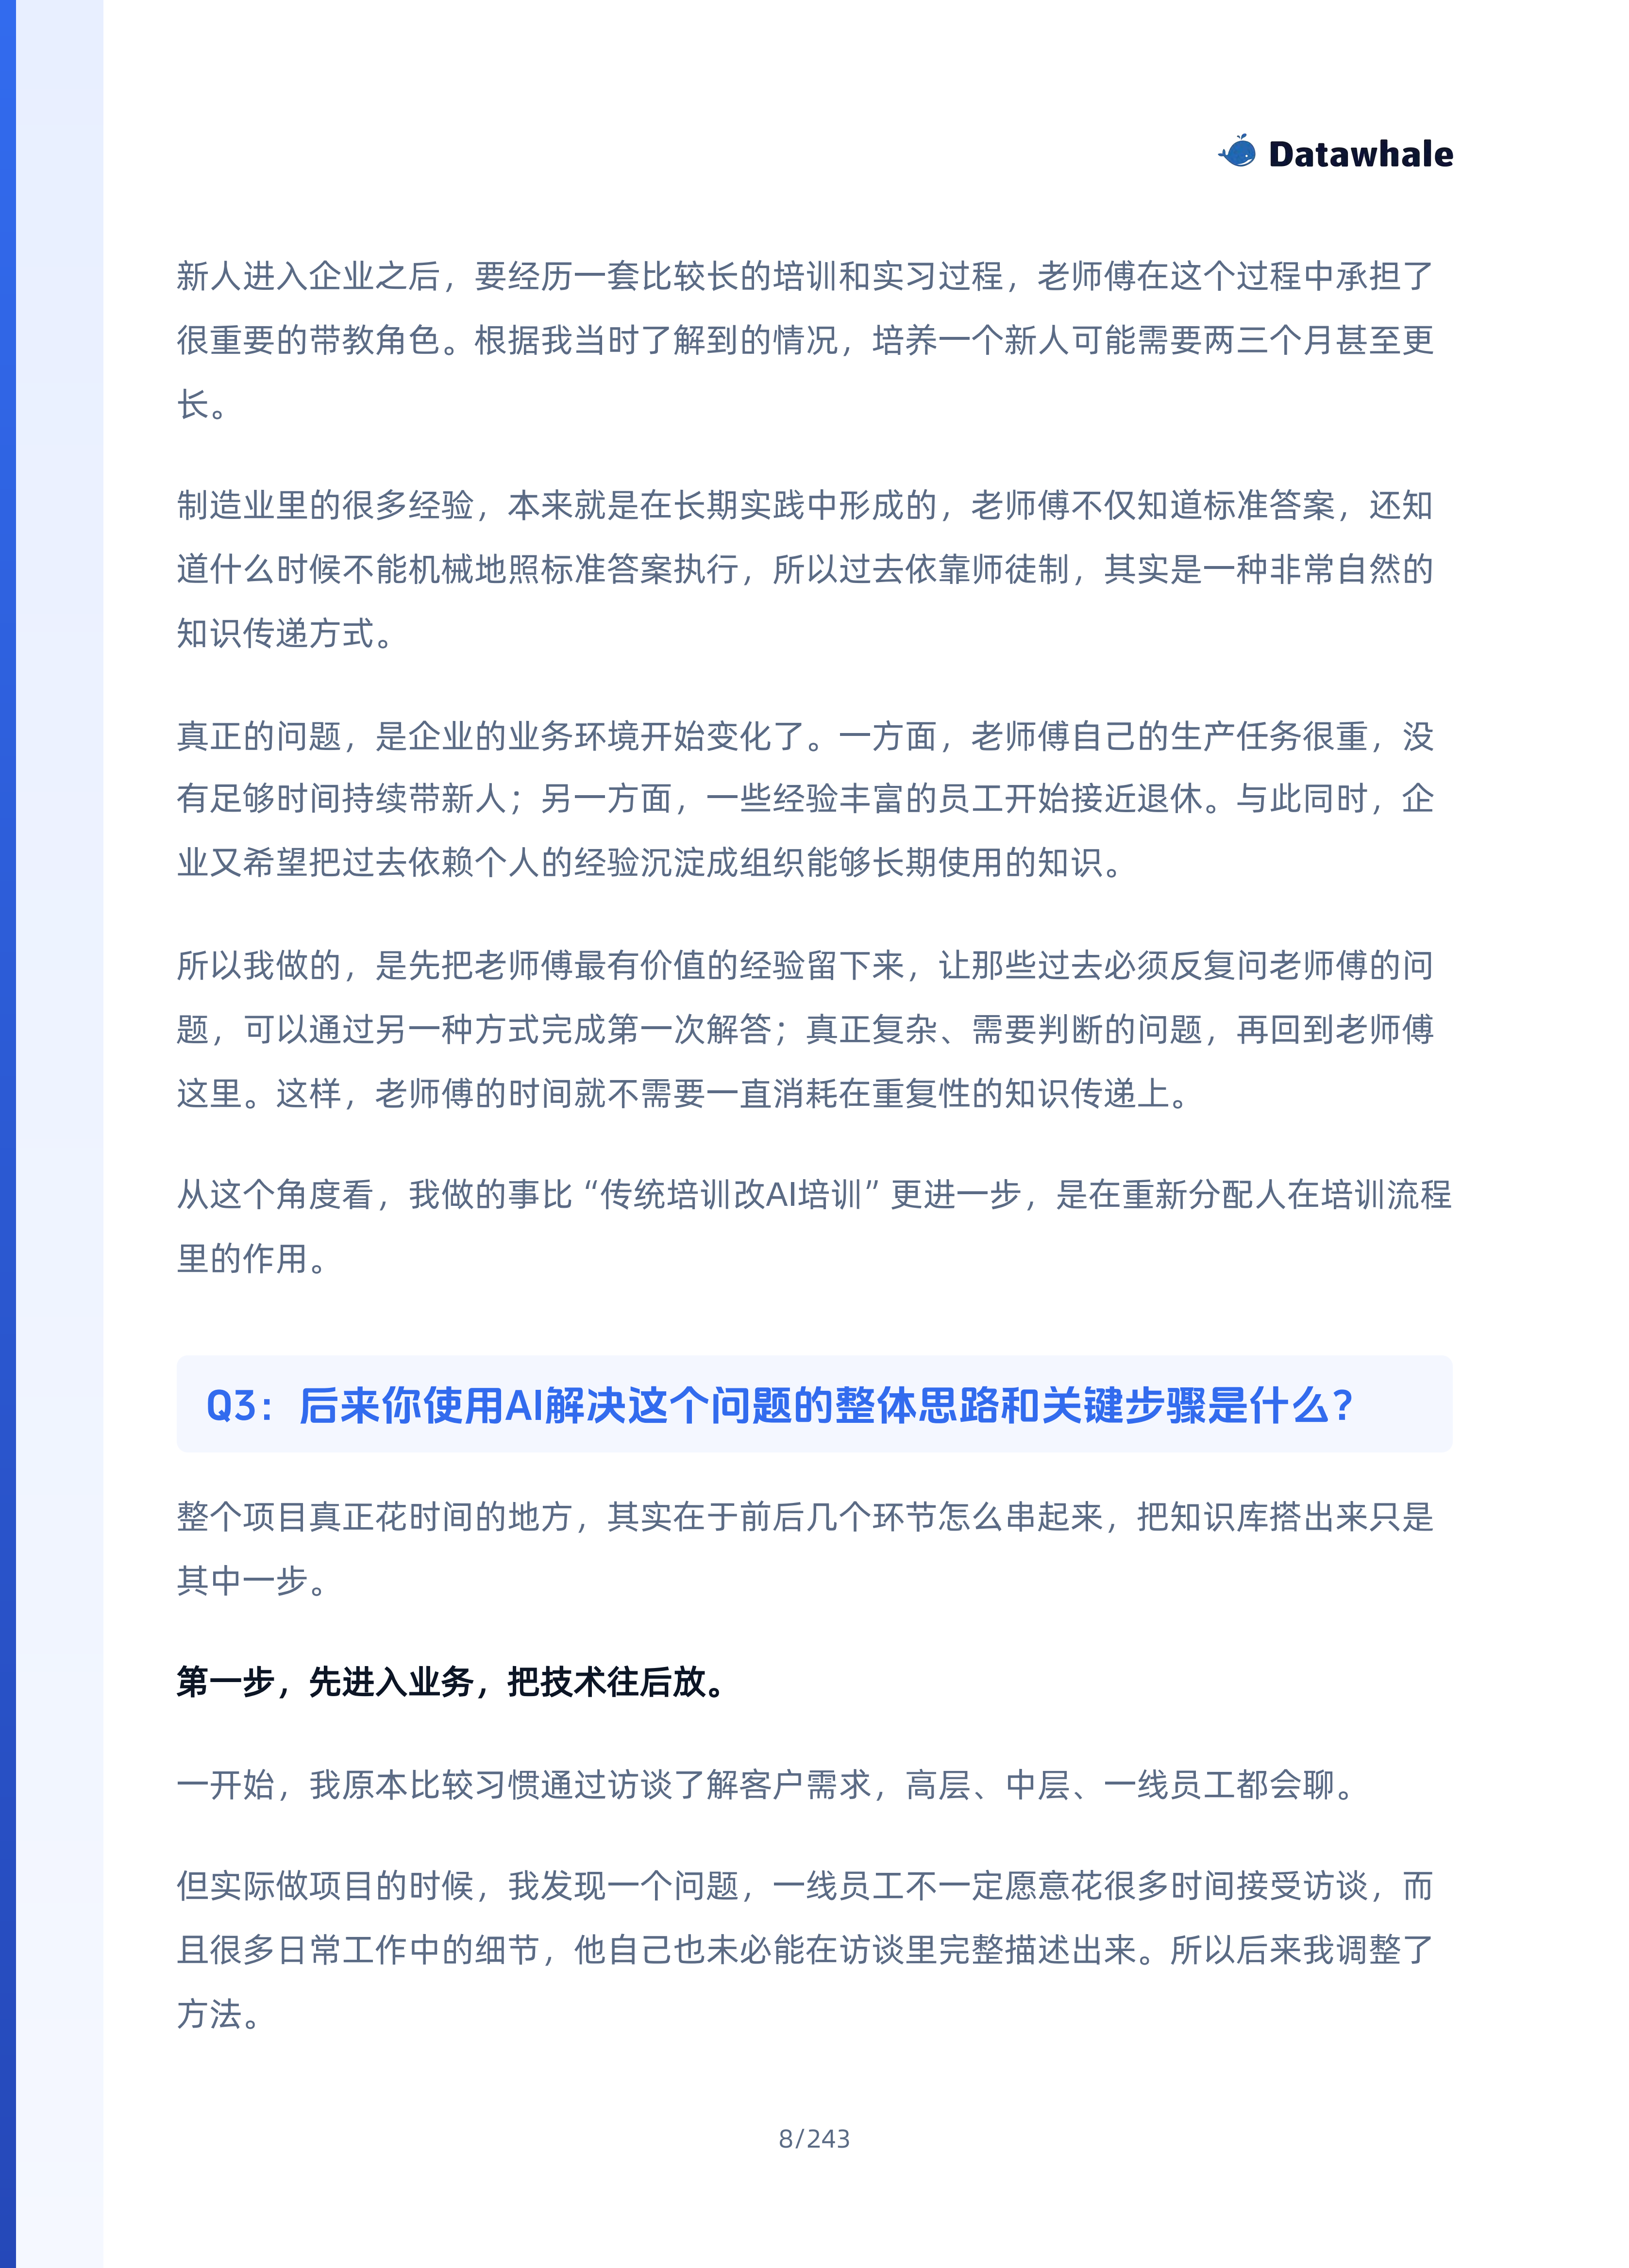 Datawhale
新人进入企业之后，要经历一套比较长的培训和实习过程，老师傅在这个过程中承担了
很重要的带教角色。根据我当时了解到的情况，培养一个新人可能需要两三个月甚至更
长。
制造业里的很多经验，本来就是在长期实践中形成的，老师傅不仅知道标准答案，还知
道什么时候不能机械地照标准答案执行，所以过去依靠师徒制，其实是一种非常自然的
知识传递方式。
真正的问题，是企业的业务环境开始变化了。一方面，老师傅自己的生产任务很重，没
有足够时间持续带新人；另一方面，一些经验丰富的员工开始接近退休。与此同时，企
业又希望把过去依赖个人的经验沉淀成组织能够长期使用的知识。
所以我做的，是先把老师傅最有价值的经验留下来，让那些过去必须反复问老师傅的问
题，可以通过另一种方式完成第一次解答；真正复杂、需要判断的问题，再回到老师傅
这里。这样，老师傅的时间就不需要一直消耗在重复性的知识传递上。
从这个角度看，我做的事比“传统培训改AI培训”更进一步，是在重新分配人在培训流程
里的作用。
Q3：后来你使用AI解决这个问题的整体思路和关键步骤是什么？
整个项目真正花时间的地方，其实在于前后几个环节怎么串起来，把知识库搭出来只是
其中一步。
第一步，先进入业务，把技术往后放。
一开始，我原本比较习惯通过访谈了解客户需求，高层、中层、一线员工都会聊。
但实际做项目的时候，我发现一个问题，一线员工不一定愿意花很多时间接受访谈，而
且很多日常工作中的细节，他自己也未必能在访谈里完整描述出来。所以后来我调整了
方法。
8/243